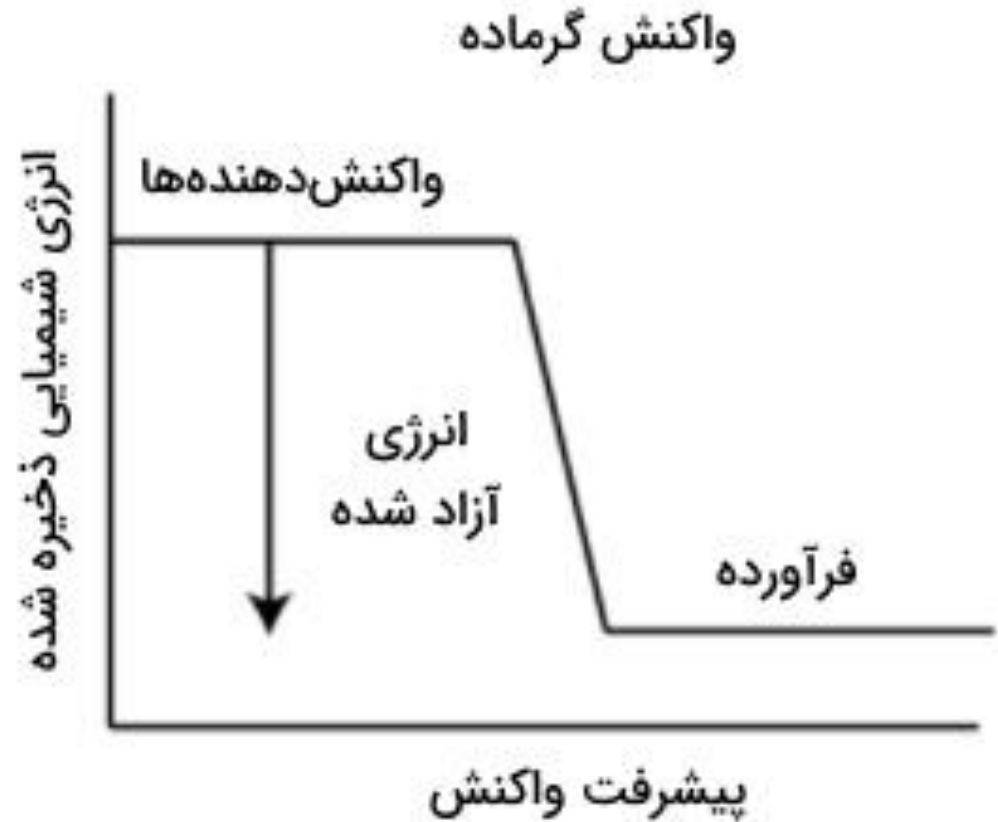 واکنش گرماده
واکنش‌دهنده‌ها
انرژی شیمیایی ذخیره شده
انرژی
آزاد شده
فرآورده
پیشرفت واکنش